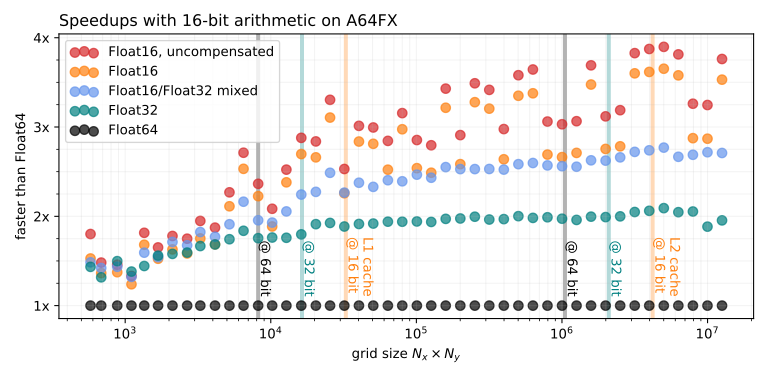 Speedups with 16-bit arithmetic on A64FX
4x
3x
2x
1x
faster than Float64
Float16, uncompensated
Float16
Float16/Float32 mixed
Float32
Float64
@ 64 bit
@ 32 bit
L1 cache
@ 16 bit
@ 64 bit
@ 32 bit
L2 cache
@ 16 bit
10³
10⁴
10⁵
10⁶
10⁷
grid size Nₓ × Nᵧ